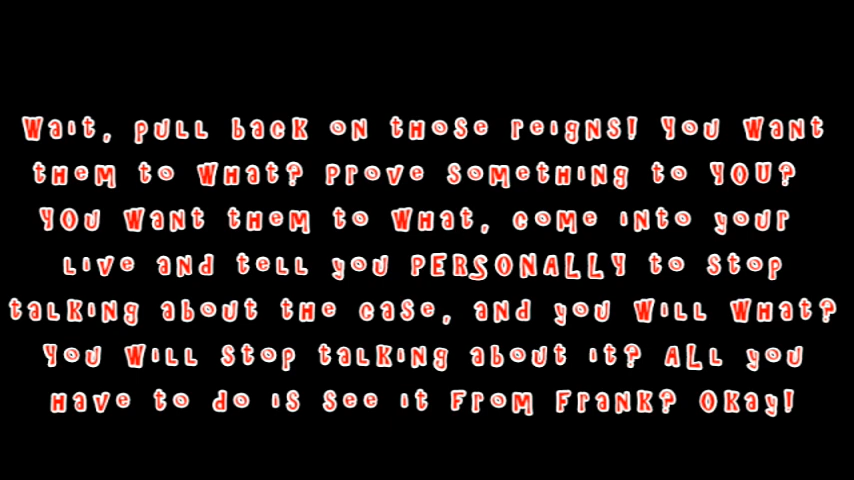 Wait, pull back on those reigns! You want
them to what? Prove something to YOU?
YOU want them to what, come into your
live and tell you PERSONALLY to stop
talking about the case, and you will what?
You will stop talking about it? All you
have to do is see it from Frank? Okay!